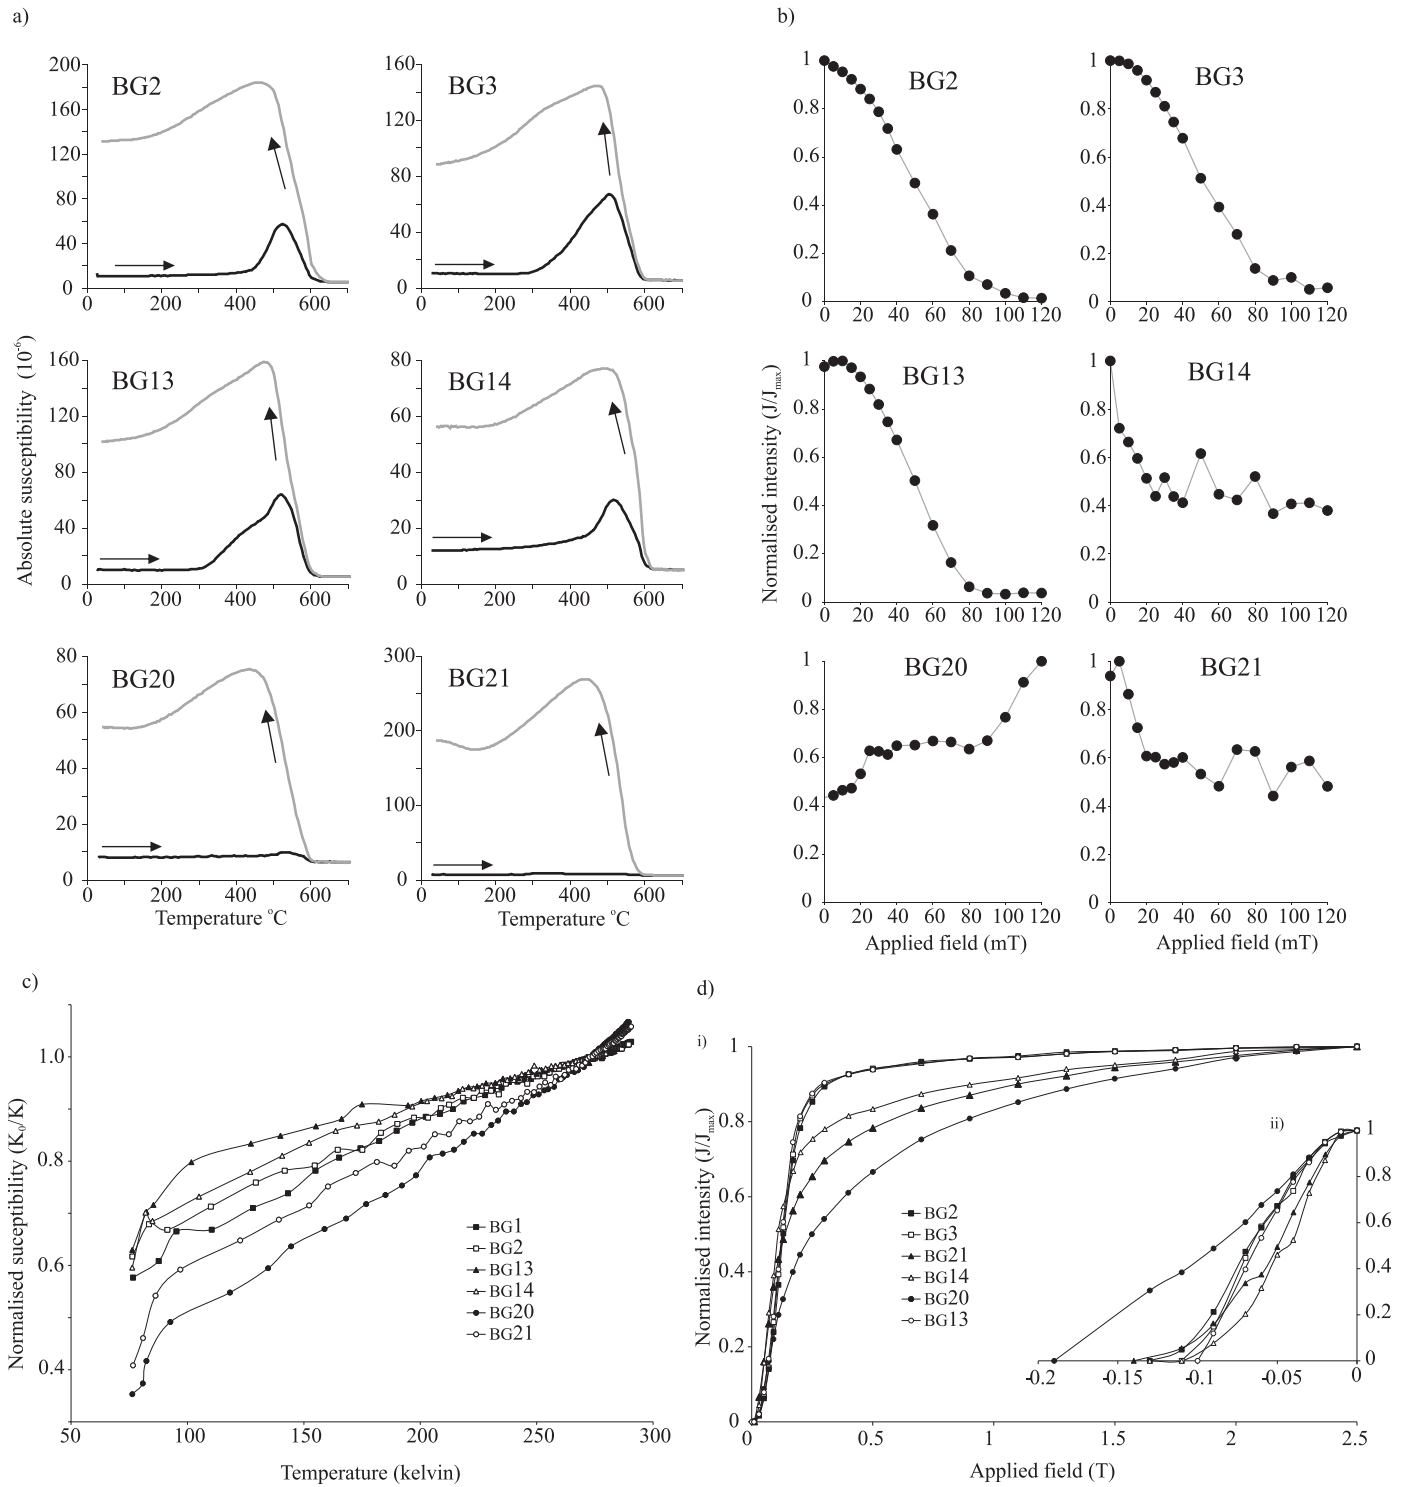 a)
b)
Absolute susceptibility (10⁻⁶)
BG2
200
160
120
80
40
0
0
200
400
600
BG3
160
120
80
40
0
0
200
400
600
BG13
160
120
80
40
0
0
200
400
600
BG14
80
60
40
20
0
0
200
400
600
BG20
80
60
40
20
0
0
200
400
600
Temperature °C
BG21
300
200
100
0
0
200
400
600
Temperature °C
Normalised intensity (J/Jmax)
BG2
1
0.8
0.6
0.4
0.2
0
0 20 40 60 80 100 120
BG3
1
0.8
0.6
0.4
0.2
0
0 20 40 60 80 100 120
BG13
1
0.8
0.6
0.4
0.2
0
0 20 40 60 80 100 120
BG14
1
0.8
0.6
0.4
0.2
0
0 20 40 60 80 100 120
BG20
1
0.8
0.6
0.4
0.2
0
0 20 40 60 80 100 120
Applied field (mT)
BG21
1
0.8
0.6
0.4
0.2
0
0 20 40 60 80 100 120
Applied field (mT)
c)
Normalised suceptibility (K₀/K)
1.0
0.8
0.6
0.4
BG1
BG2
BG13
BG14
BG20
BG21
50 100 150 200 250 300
Temperature (kelvin)
d)
i)
Normalised intensity (J/Jmax)
1
0.8
0.6
0.4
0.2
0
BG2
BG3
BG21
BG14
BG20
BG13
ii)
1
0.8
0.6
0.4
0.2
0
-0.2 -0.15 -0.1 -0.05 0
0 0.5 1 1.5 2 2.5
Applied field (T)